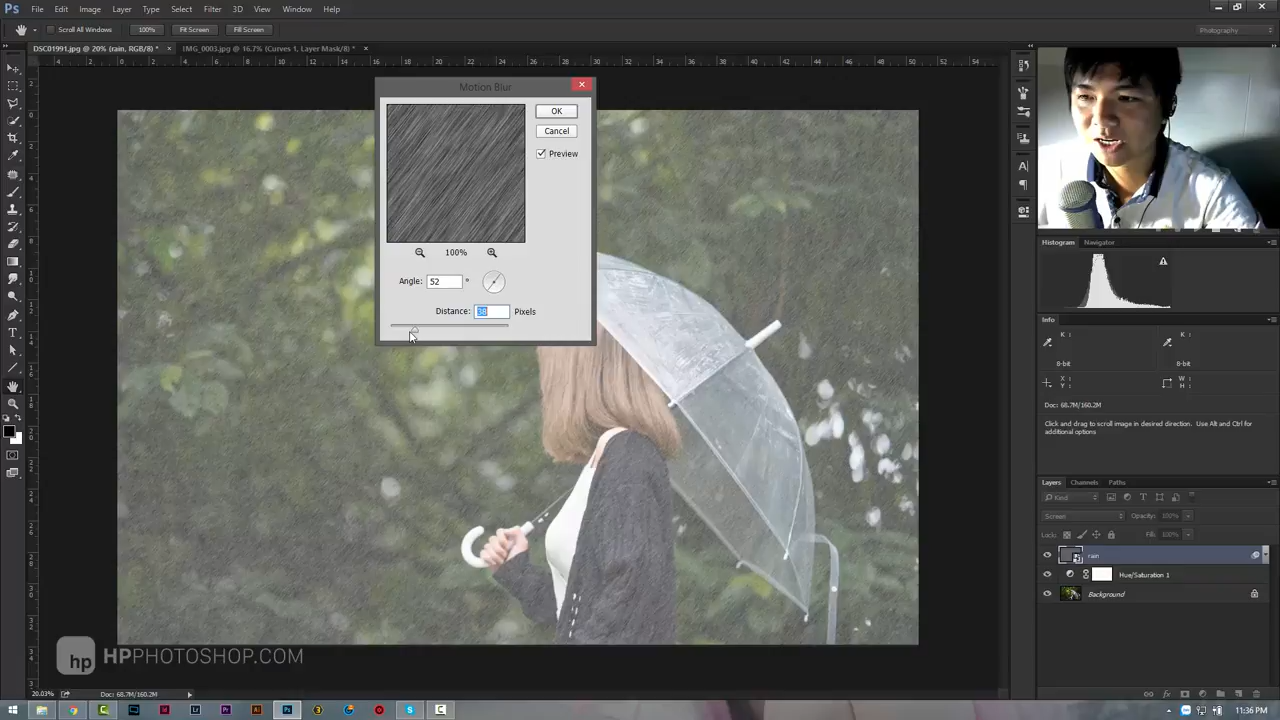 Ps File Edit Image Layer Type Select Filter 3D View Window Help
Scroll All Windows 100% Fit Screen Fill Screen Photography
DSC01991.jpg @ 20% (rain, RGB/8) * × IMG_0003.jpg @ 16.7% (Curves 1, Layer Mask/8) * ×
Motion Blur
OK
Cancel
Preview
100%
Angle: 52 °
Distance: 38 Pixels
Histogram Navigator
Info
K : K :
8-bit 8-bit
X : W :
Y : H :
Doc: 68.7M/160.2M
Click and drag to scroll image in desired direction. Use Alt and Ctrl for
additional options
Layers Channels Paths
Kind
Screen Opacity: 100%
Lock: Fill: 100%
rain
Hue/Saturation 1
Background
hp HPPHOTOSHOP.COM
20.03% Doc: 68.7M/160.2M
11:36 PM